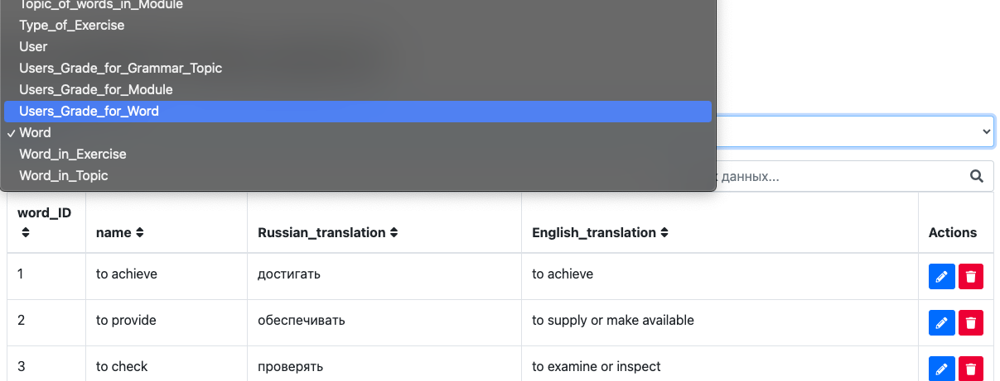 Topic_of_words_in_Module
Type_of_Exercise
User
Users_Grade_for_Grammar_Topic
Users_Grade_for_Module
Users_Grade_for_Word
✓ Word
Word_in_Exercise
Word_in_Topic
данных...
word_ID name Russian_translation English_translation Actions
1 to achieve достигать to achieve
2 to provide обеспечивать to supply or make available
3 to check проверять to examine or inspect